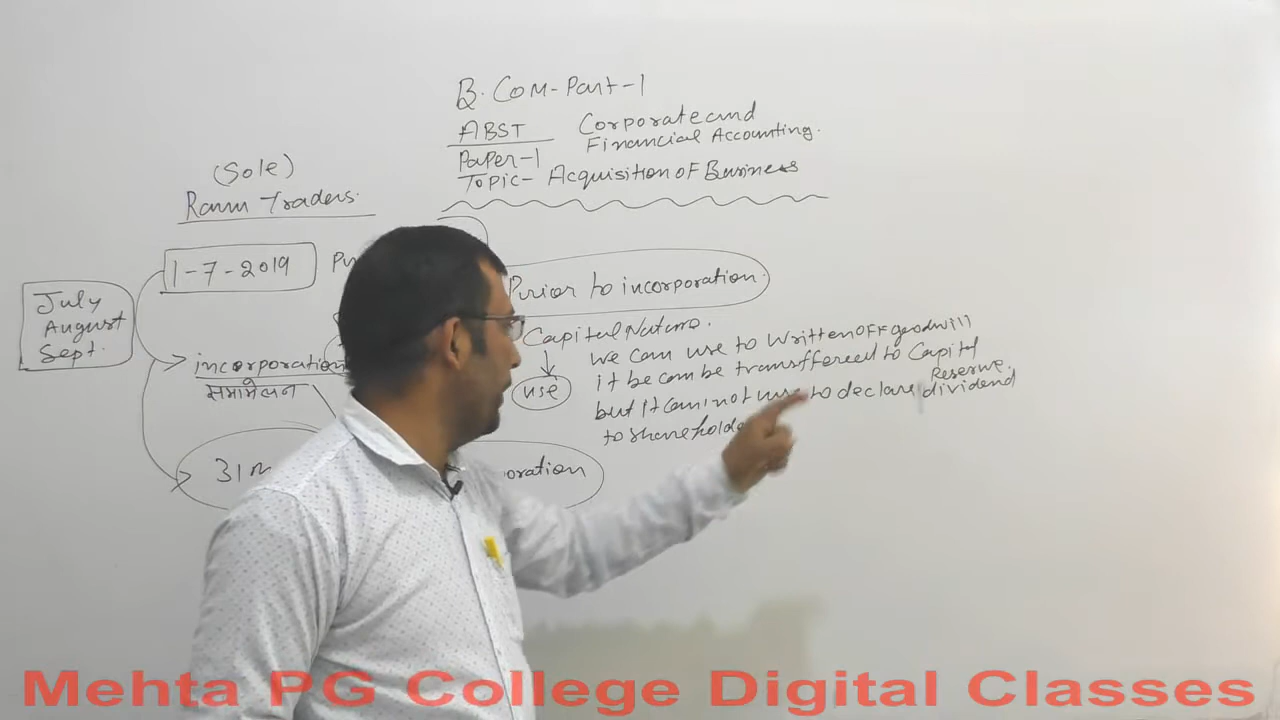 B. Com-Part-1
ABST Corporate and
Financial Accounting.
Paper-1
Topic- Acquisition of Business
(Sole)
Ram Traders.
1-7-2019
July
August
Sept.
incorporation
समामेलन
31
oration
Prior to incorporation
Capital Nature.
use
we can use to written off goodwill
it be can be transffereed to Capital
Reserve.
but it can not use to declare dividend
to shareholde
Mehta PG College Digital Classes